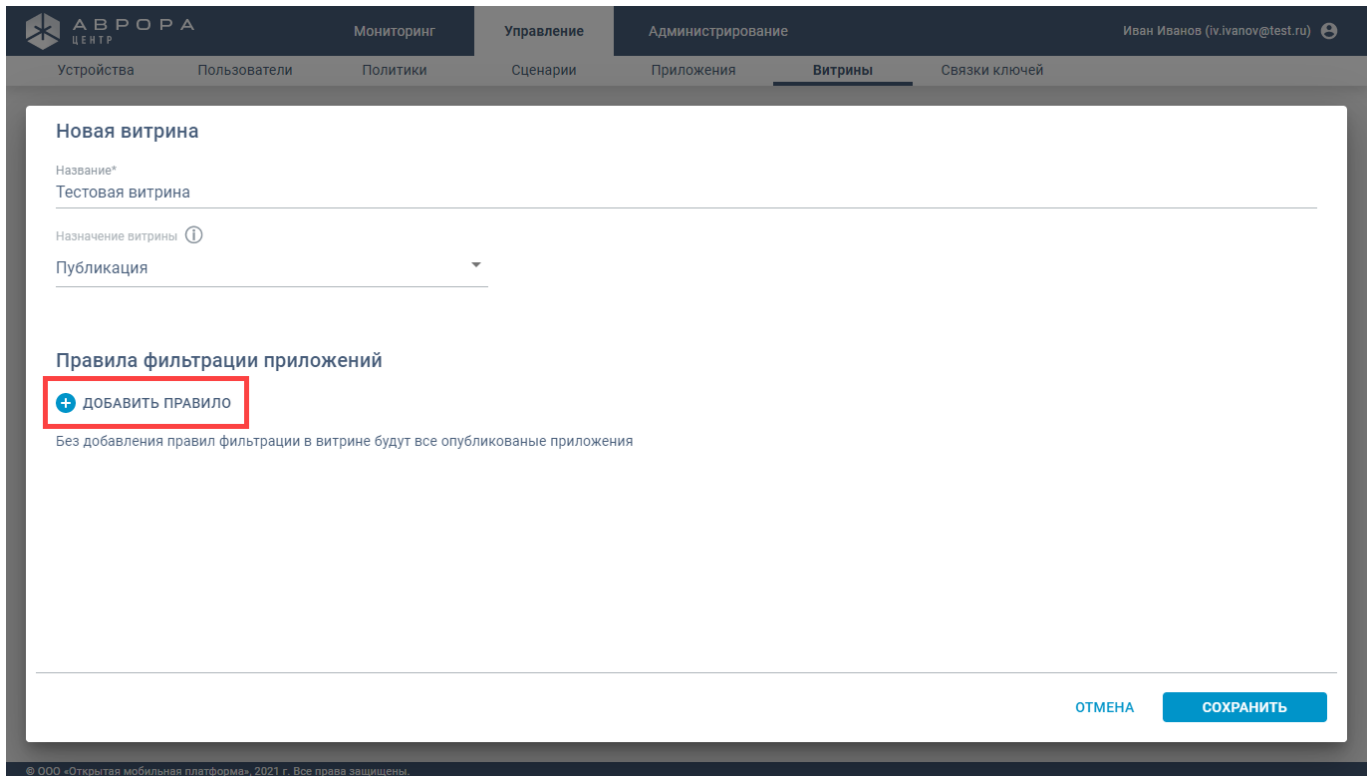 АВРОРА
ЦЕНТР
Мониторинг Управление Администрирование Иван Иванов (iv.ivanov@test.ru)
Устройства Пользователи Политики Сценарии Приложения Витрины Связки ключей
Новая витрина
Название*
Тестовая витрина
Назначение витрины
Публикация
Правила фильтрации приложений
ДОБАВИТЬ ПРАВИЛО
Без добавления правил фильтрации в витрине будут все опубликованые приложения
ОТМЕНА СОХРАНИТЬ
© ООО «Открытая мобильная платформа», 2021 г. Все права защищены.